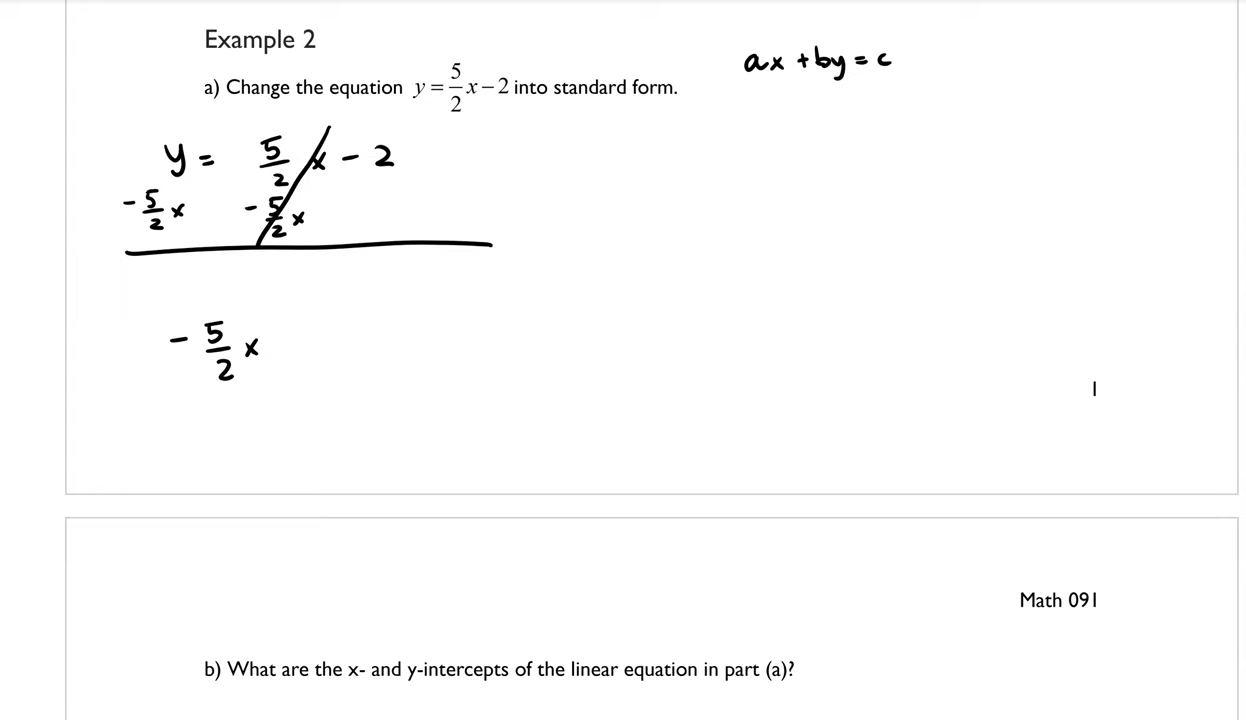 Example 2
ax + by = c
a) Change the equation y = 5/2 x − 2 into standard form.
y = 5/2 x - 2
- 5/2 x - 5/2 x
- 5/2 x
1
Math 091
b) What are the x- and y-intercepts of the linear equation in part (a)?